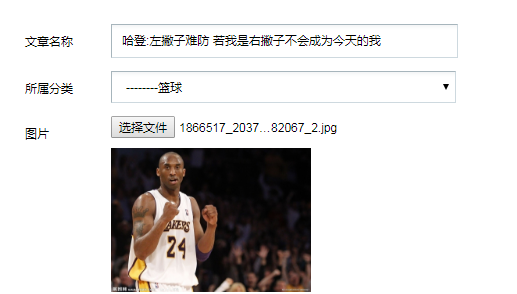 文章名称
哈登:左撇子难防 若我是右撇子不会成为今天的我
所属分类
--------篮球
图片
选择文件 1866517_2037...82067_2.jpg
LAKERS
24